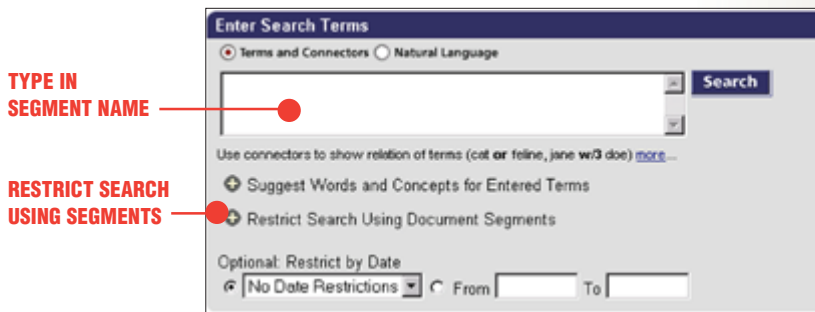 Enter Search Terms
Terms and Connectors Natural Language
TYPE IN
SEGMENT NAME
Search
Use connectors to show relation of terms (cat or feline, jane w/3 doe) more...
Suggest Words and Concepts for Entered Terms
RESTRICT SEARCH
USING SEGMENTS
Restrict Search Using Document Segments
Optional: Restrict by Date
No Date Restrictions From To